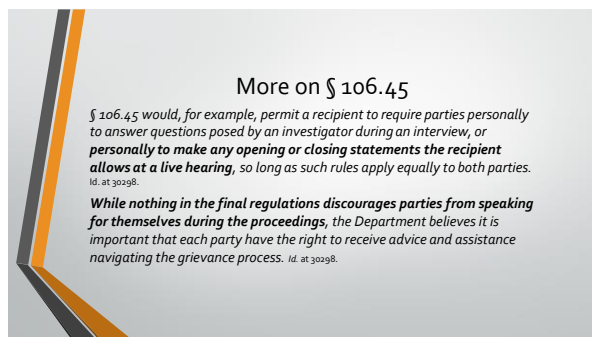 More on § 106.45
§ 106.45 would, for example, permit a recipient to require parties personally
to answer questions posed by an investigator during an interview, or
personally to make any opening or closing statements the recipient
allows at a live hearing, so long as such rules apply equally to both parties.
Id. at 30298.
While nothing in the final regulations discourages parties from speaking
for themselves during the proceedings, the Department believes it is
important that each party have the right to receive advice and assistance
navigating the grievance process. Id. at 30298.